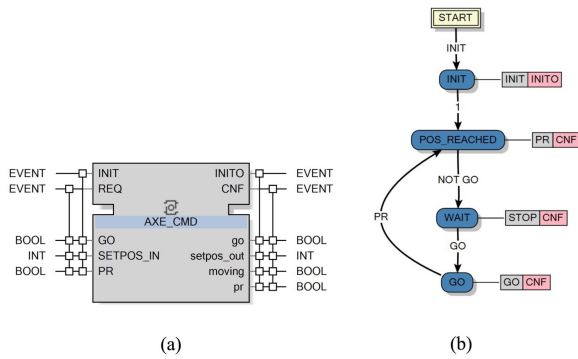 START
INIT
INIT
INIT INITO
1
POS_REACHED
PR CNF
NOT GO
WAIT
STOP CNF
PR
GO
GO
GO CNF
EVENT INIT INITO EVENT
EVENT REQ CNF EVENT
AXE_CMD
BOOL GO go BOOL
INT SETPOS_IN setpos_out INT
BOOL PR moving BOOL
pr BOOL
(a) (b)